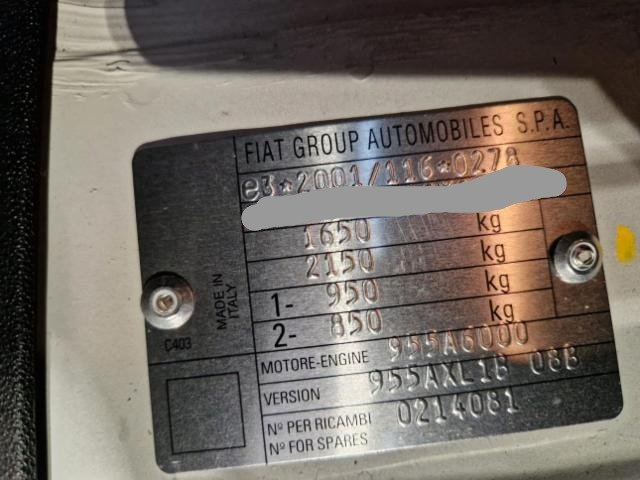 FIAT GROUP AUTOMOBILES S.P.A.
e3*2001/116*0278
1650 kg
2150 kg
1- 950 kg
2- 850 kg
MADE IN
ITALY
C403
MOTORE-ENGINE 955A6000
VERSION 955AXL1B 08B
Nº PER RICAMBI 0214081
Nº FOR SPARES